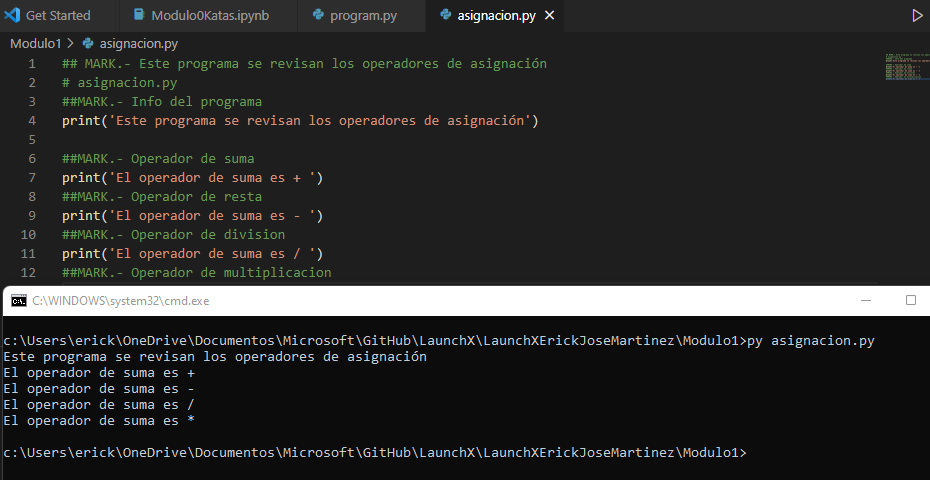 Get Started Modulo0Katas.ipynb program.py asignacion.py
Modulo1 > asignacion.py
1 ## MARK.- Este programa se revisan los operadores de asignación
2 # asignacion.py
3 ##MARK.- Info del programa
4 print('Este programa se revisan los operadores de asignación')
5
6 ##MARK.- Operador de suma
7 print('El operador de suma es + ')
8 ##MARK.- Operador de resta
9 print('El operador de suma es - ')
10 ##MARK.- Operador de division
11 print('El operador de suma es / ')
12 ##MARK.- Operador de multiplicacion
C:\WINDOWS\system32\cmd.exe
c:\Users\erick\OneDrive\Documentos\Microsoft\GitHub\LaunchX\LaunchXErickJoseMartinez\Modulo1>py asignacion.py
Este programa se revisan los operadores de asignación
El operador de suma es +
El operador de suma es -
El operador de suma es /
El operador de suma es *
c:\Users\erick\OneDrive\Documentos\Microsoft\GitHub\LaunchX\LaunchXErickJoseMartinez\Modulo1>